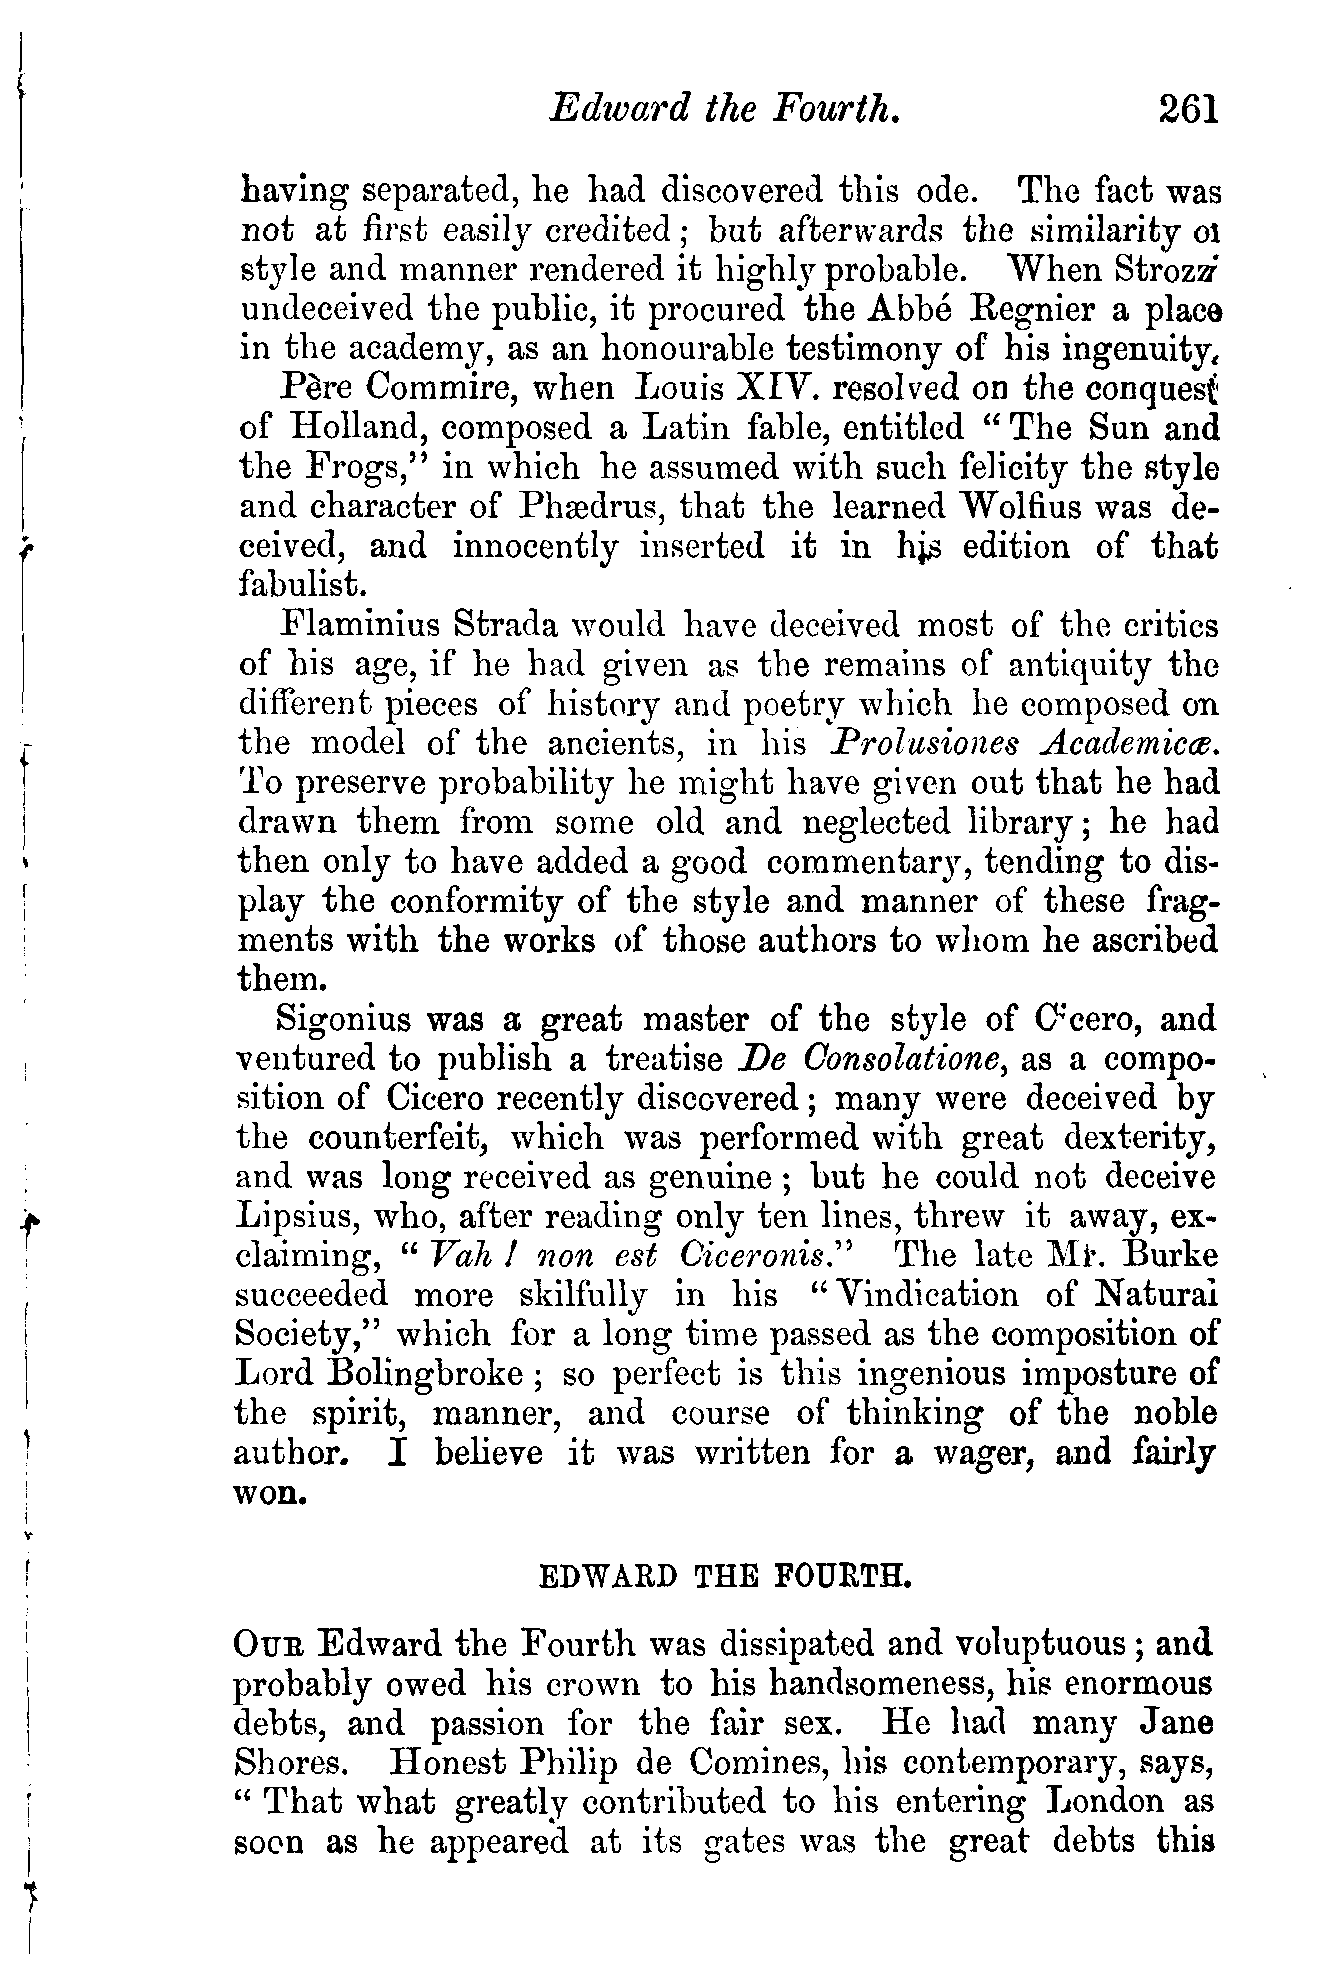 Edward the Fourth. 261
having separated, he had discovered this ode. The fact was
not at first easily credited ; but afterwards the similarity of
style and manner rendered it highly probable. When Strozzi
undeceived the public, it procured the Abbé Regnier a place
in the academy, as an honourable testimony of his ingenuity.
Père Commire, when Louis XIV. resolved on the conquest
of Holland, composed a Latin fable, entitled “ The Sun and
the Frogs,” in which he assumed with such felicity the style
and character of Phædrus, that the learned Wolfius was de-
ceived, and innocently inserted it in his edition of that
fabulist.
Flaminius Strada would have deceived most of the critics
of his age, if he had given as the remains of antiquity the
different pieces of history and poetry which he composed on
the model of the ancients, in his Prolusiones Academicæ.
To preserve probability he might have given out that he had
drawn them from some old and neglected library ; he had
then only to have added a good commentary, tending to dis-
play the conformity of the style and manner of these frag-
ments with the works of those authors to whom he ascribed
them.
Sigonius was a great master of the style of Cicero, and
ventured to publish a treatise De Consolatione, as a compo-
sition of Cicero recently discovered ; many were deceived by
the counterfeit, which was performed with great dexterity,
and was long received as genuine ; but he could not deceive
Lipsius, who, after reading only ten lines, threw it away, ex-
claiming, “ Vah ! non est Ciceronis.” The late Mr. Burke
succeeded more skilfully in his “ Vindication of Natural
Society,” which for a long time passed as the composition of
Lord Bolingbroke ; so perfect is this ingenious imposture of
the spirit, manner, and course of thinking of the noble
author. I believe it was written for a wager, and fairly
won.
EDWARD THE FOURTH.
OUR Edward the Fourth was dissipated and voluptuous ; and
probably owed his crown to his handsomeness, his enormous
debts, and passion for the fair sex. He had many Jane
Shores. Honest Philip de Comines, his contemporary, says,
“ That what greatly contributed to his entering London as
soon as he appeared at its gates was the great debts this